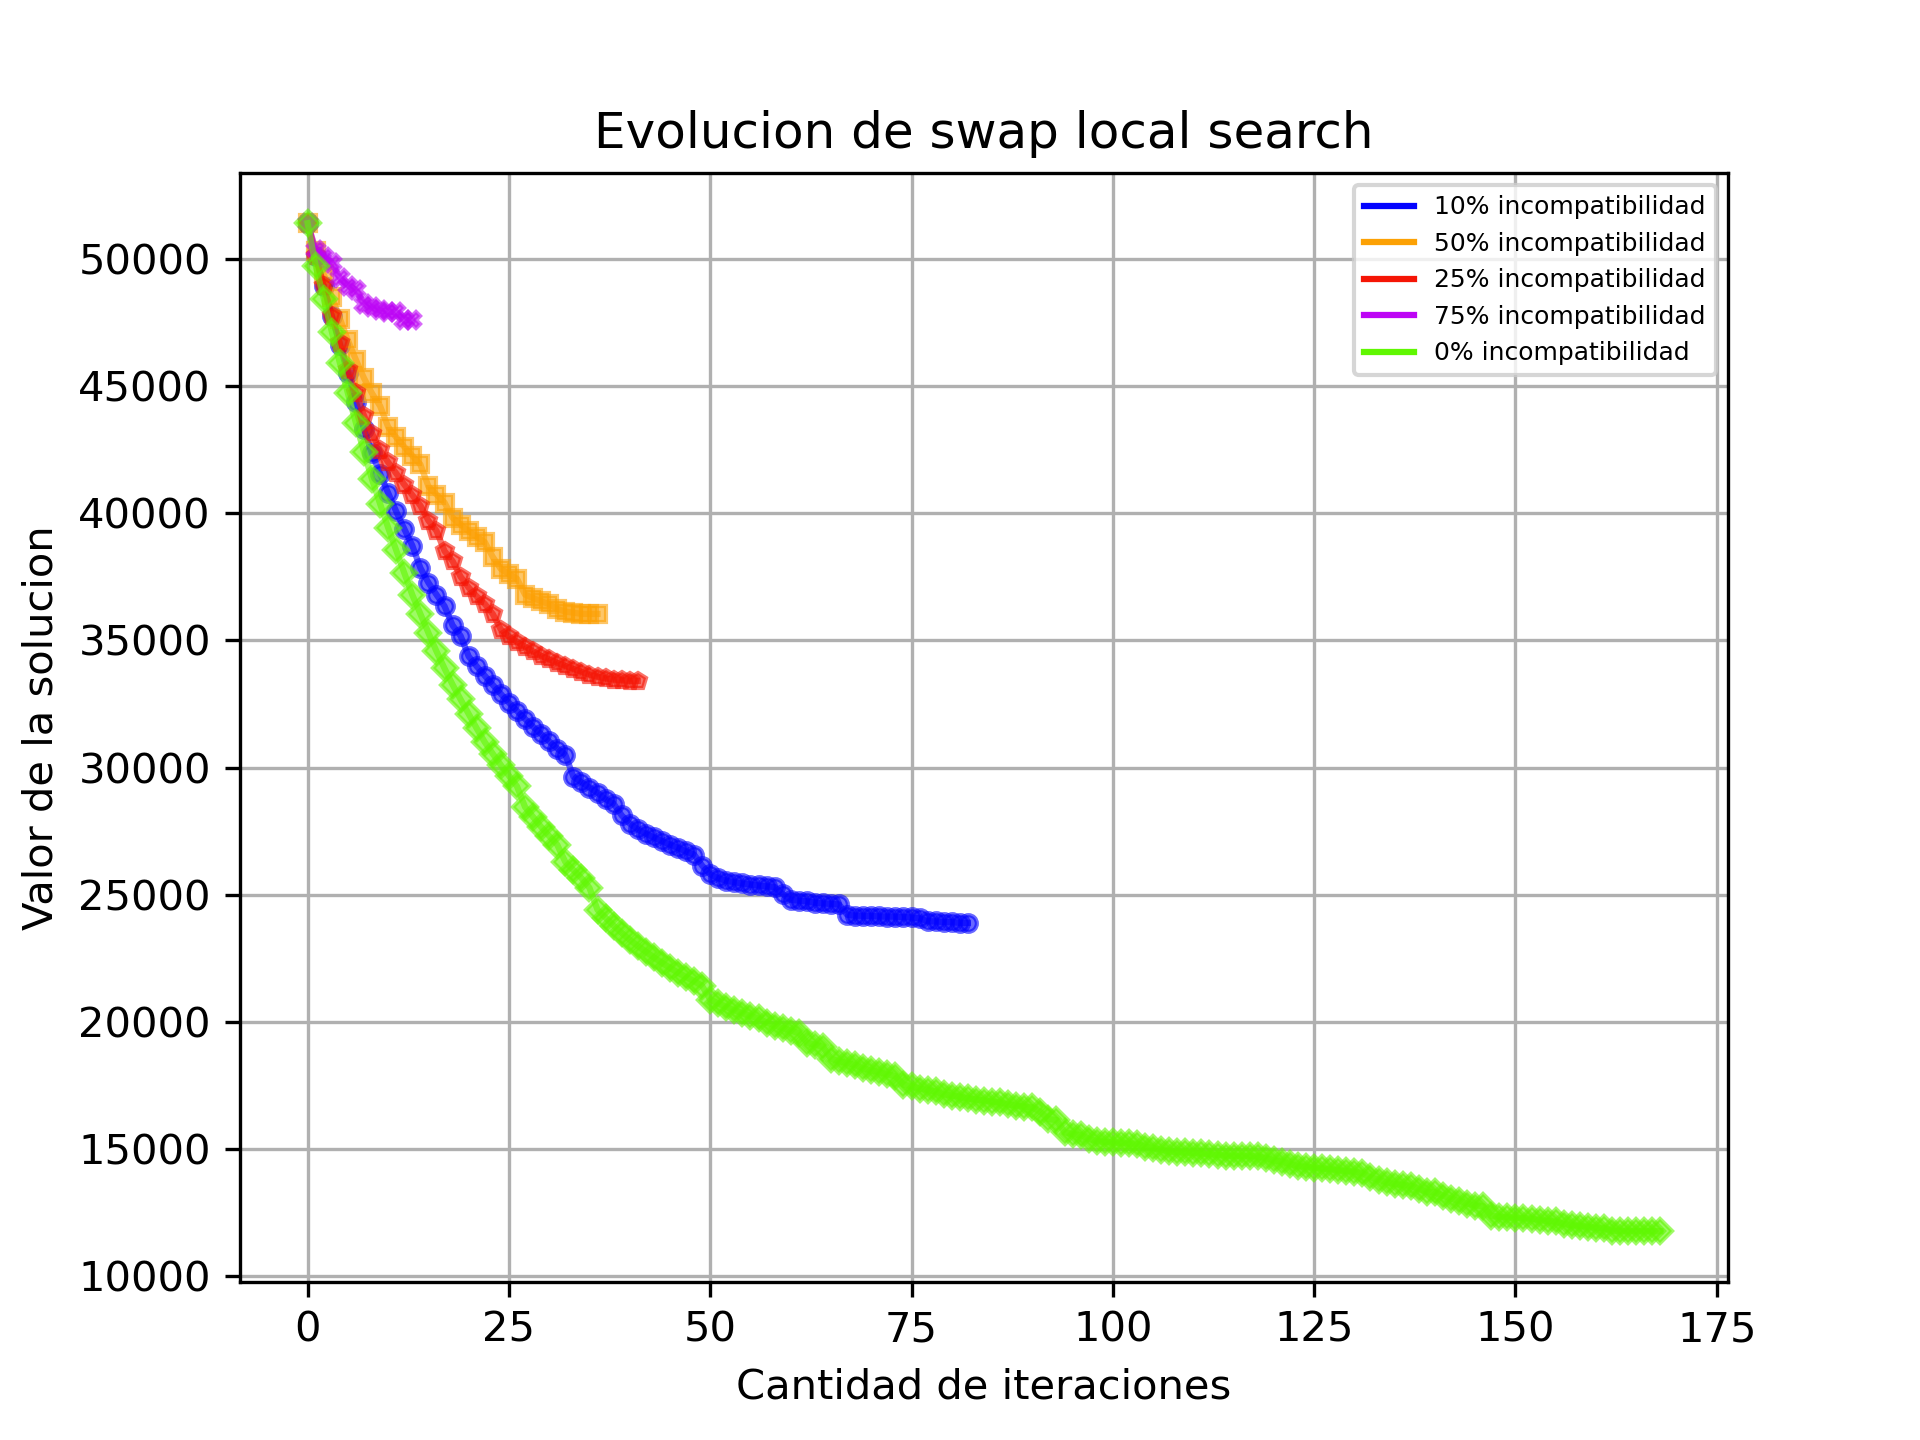 Evolucion de swap local search
10% incompatibilidad
50% incompatibilidad
25% incompatibilidad
75% incompatibilidad
0% incompatibilidad
Valor de la solucion
50000
45000
40000
35000
30000
25000
20000
15000
10000
0 25 50 75 100 125 150 175
Cantidad de iteraciones